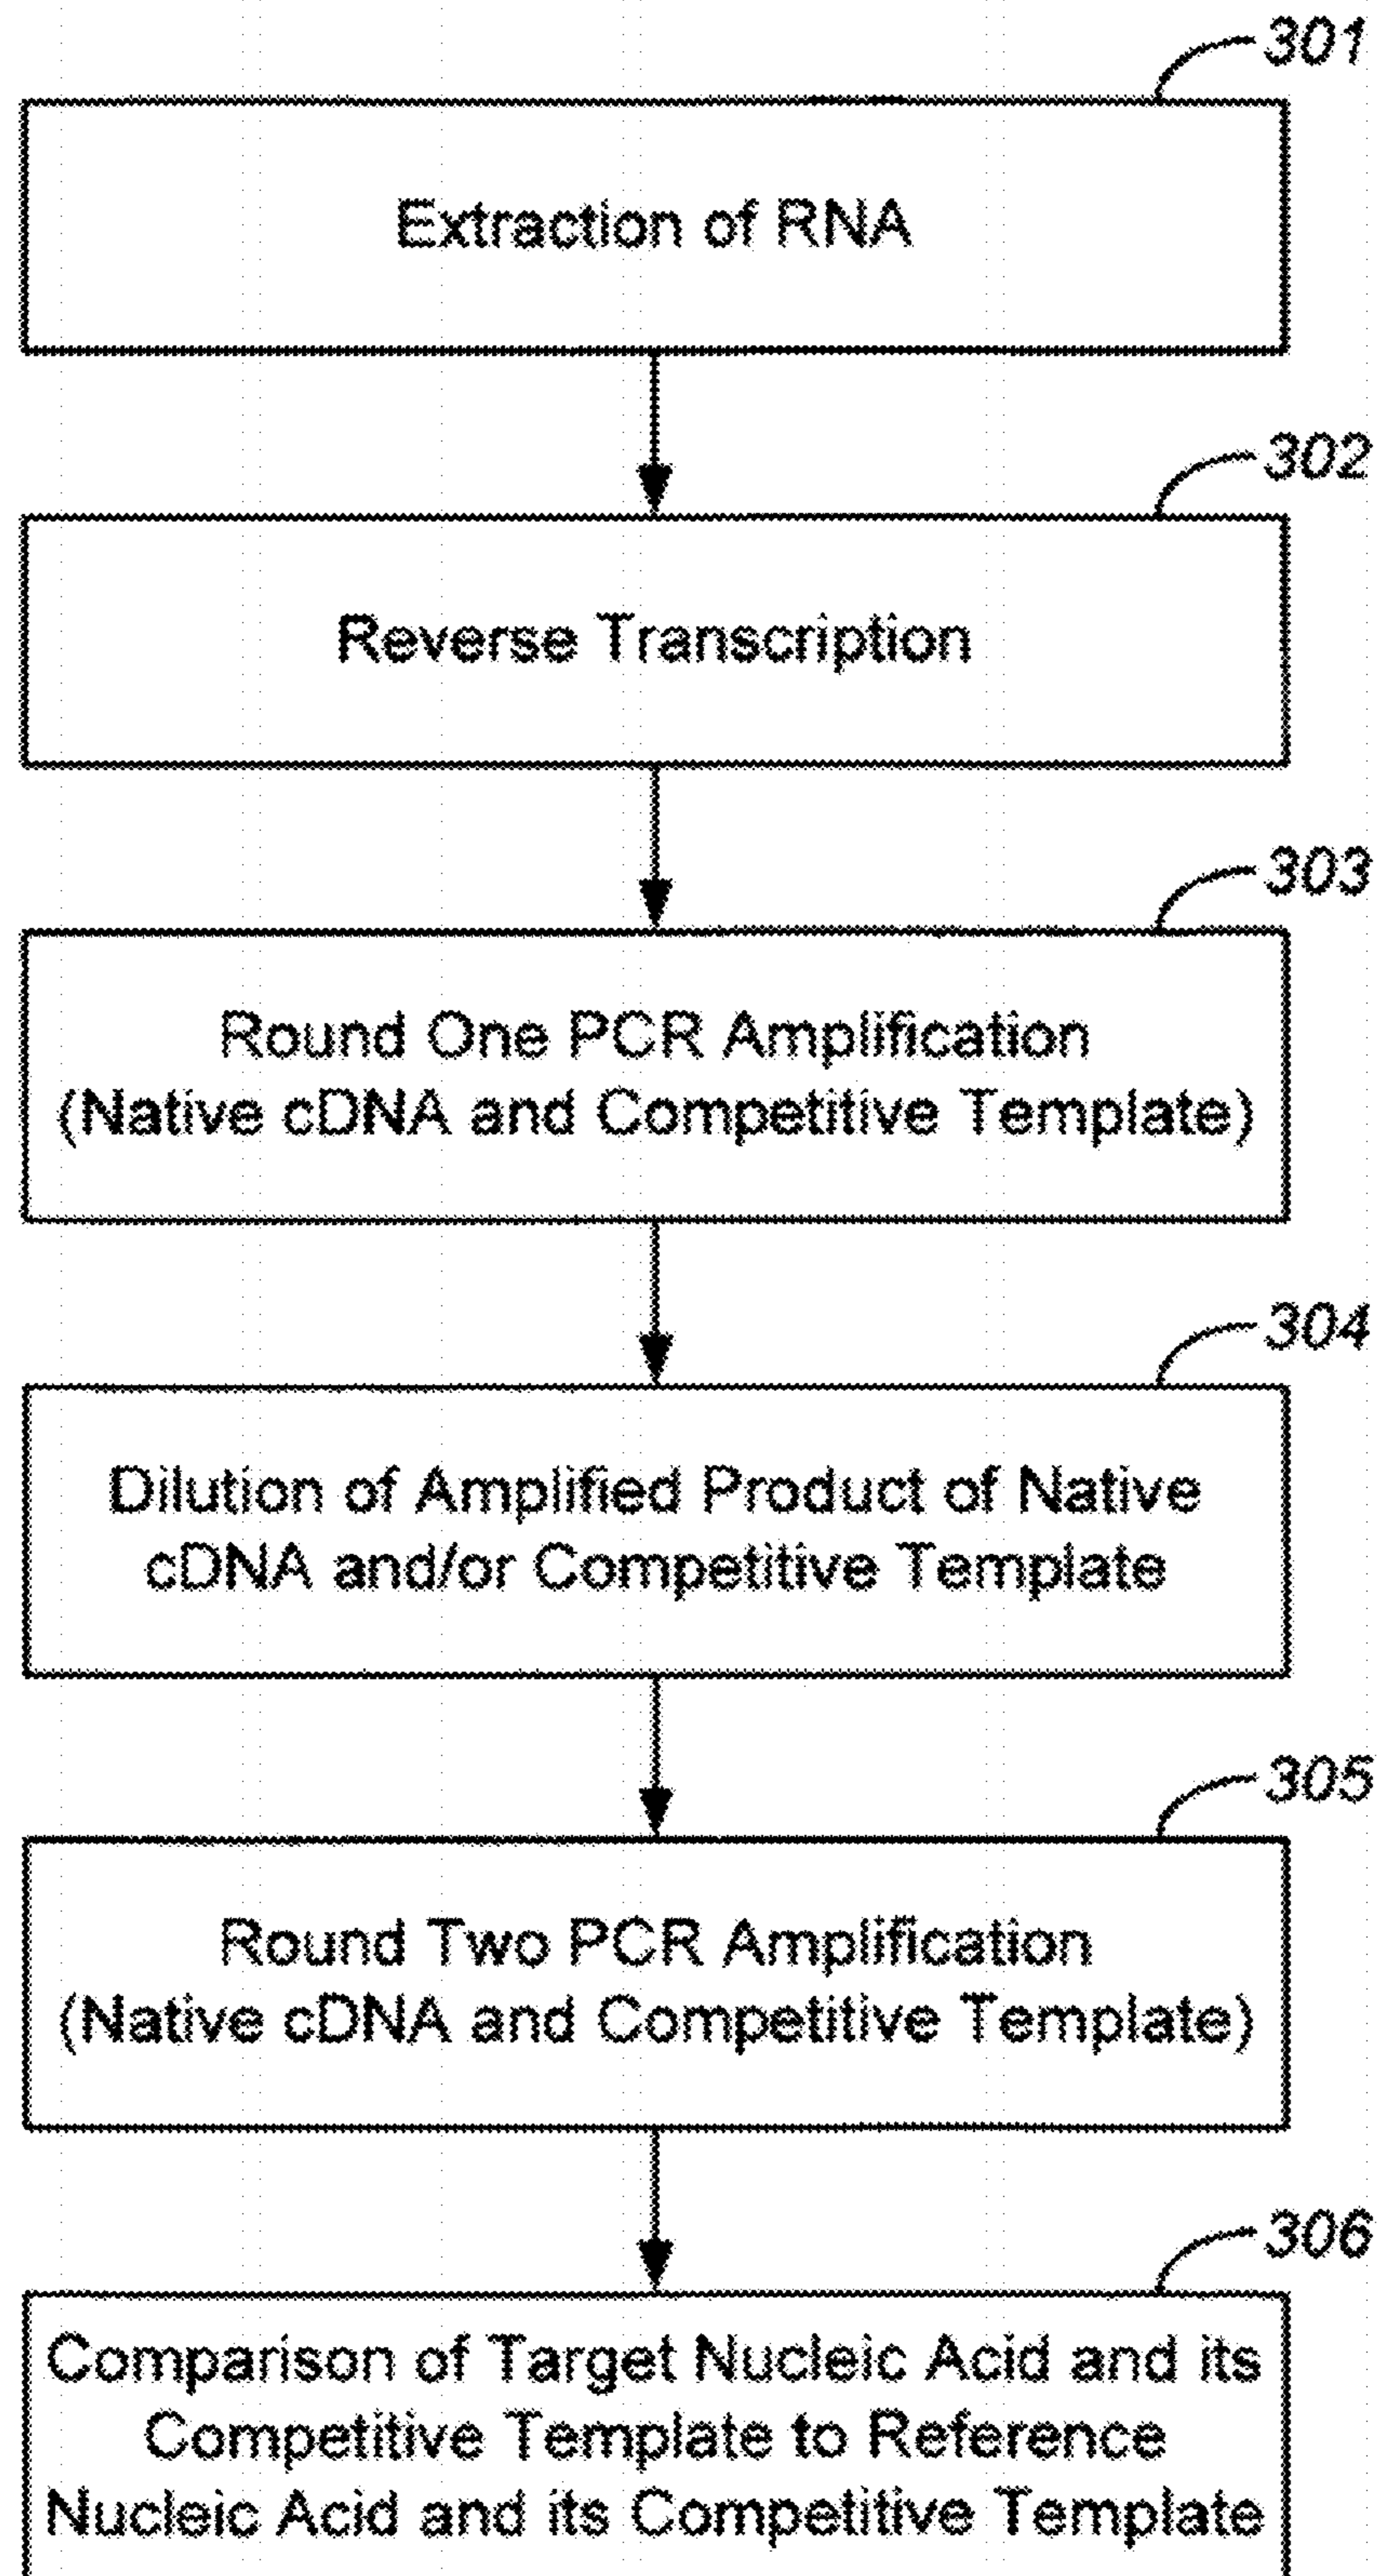 301
Extraction of RNA
302
Reverse Transcription
303
Round One PCR Amplification
(Native cDNA and Competitive Template)
304
Dilution of Amplified Product of Native
cDNA and/or Competitive Template
305
Round Two PCR Amplification
(Native cDNA and Competitive Template)
306
Comparison of Target Nucleic Acid and its
Competitive Template to Reference
Nucleic Acid and its Competitive Template